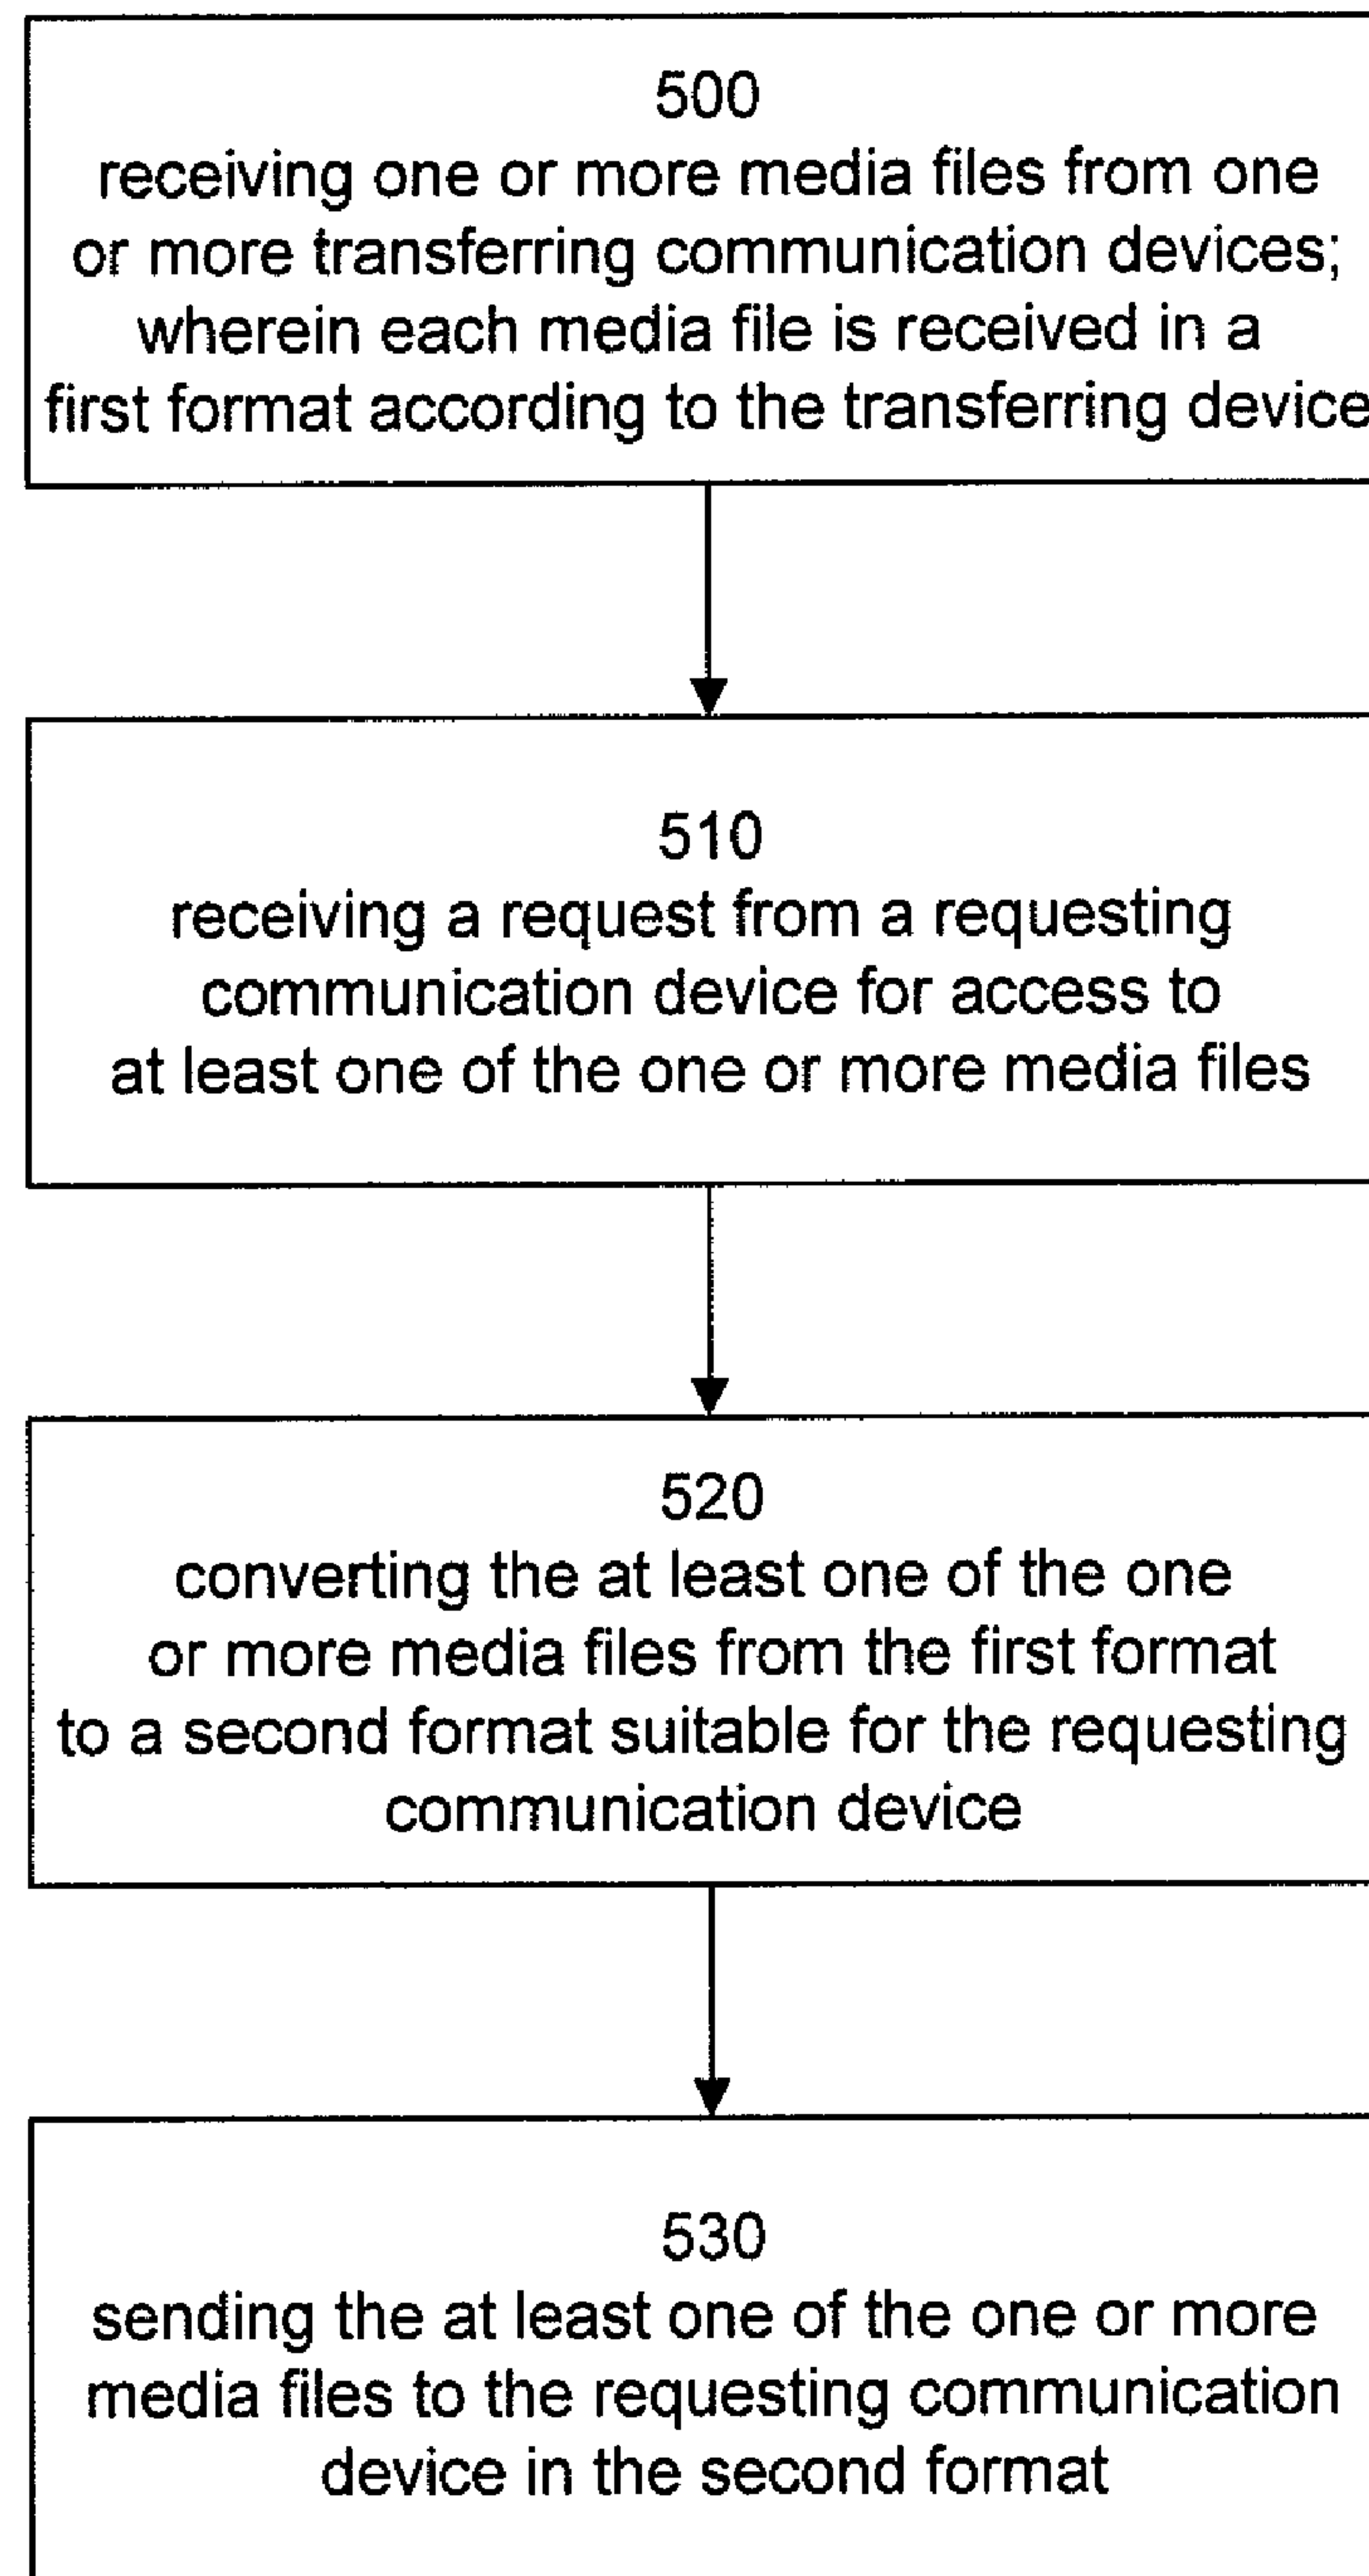 500
receiving one or more media files from one
or more transferring communication devices;
wherein each media file is received in a
first format according to the transferring device
510
receiving a request from a requesting
communication device for access to
at least one of the one or more media files
520
converting the at least one of the one
or more media files from the first format
to a second format suitable for the requesting
communication device
530
sending the at least one of the one or more
media files to the requesting communication
device in the second format